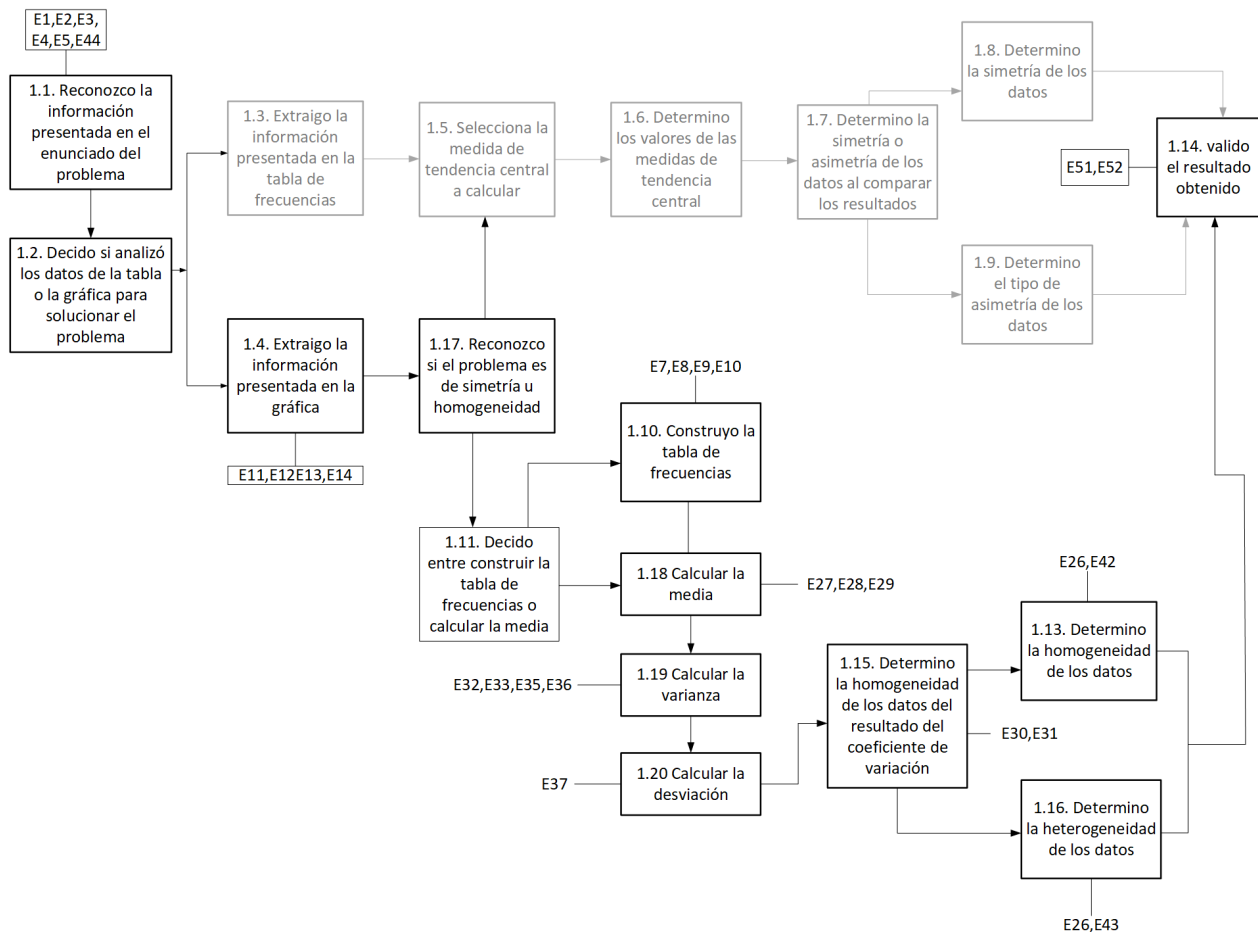 E1,E2,E3,
E4,E5,E44
1.1. Reconozco la
información
presentada en el
enunciado del
problema
1.2. Decido si analizó
los datos de la tabla
o la gráfica para
solucionar el
problema
1.3. Extraigo la
información
presentada en la
tabla de
frecuencias
1.4. Extraigo la
información
presentada en la
gráfica
E11,E12E13,E14
1.5. Selecciona la
medida de
tendencia central
a calcular
1.17. Reconozco
si el problema es
de simetría u
homogeneidad
1.11. Decido
entre construir la
tabla de
frecuencias o
calcular la media
1.6. Determino
los valores de las
medidas de
tendencia
central
E7,E8,E9,E10
1.10. Construyo la
tabla de
frecuencias
1.18 Calcular la
media
E27,E28,E29
E32,E33,E35,E36
1.19 Calcular la
varianza
E37
1.20 Calcular la
desviación
1.7. Determino la
simetría o
asimetría de los
datos al comparar
los resultados
1.8. Determino
la simetría de los
datos
1.9. Determino
el tipo de
asimetría de los
datos
E51,E52
1.14. valido
el resultado
obtenido
1.15. Determino
la homogeneidad
de los datos del
resultado del
coeficiente de
variación
E30,E31
E26,E42
1.13. Determino
la homogeneidad
de los datos
1.16. Determino
la heterogeneidad
de los datos
E26,E43